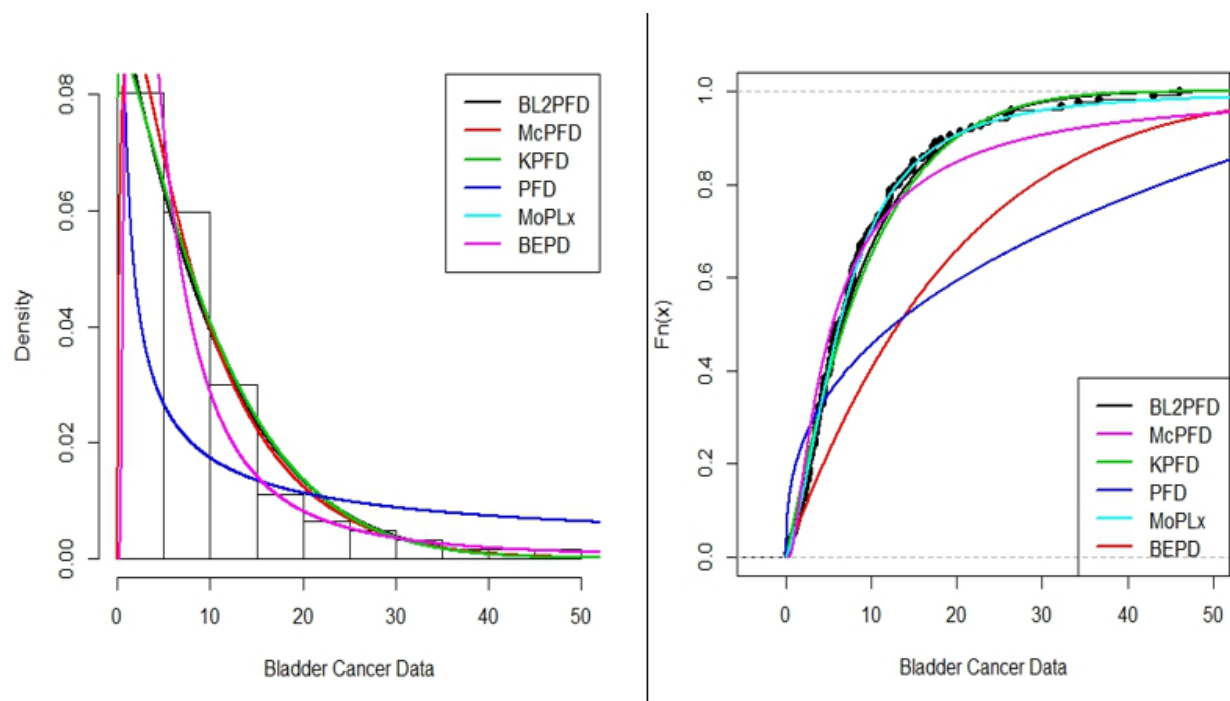 Density
0.00
0.02
0.04
0.06
0.08
0 10 20 30 40 50
Bladder Cancer Data
BL2PFD
McPFD
KPFD
PFD
MoPLx
BEPD
Fn(x)
0.0
0.2
0.4
0.6
0.8
1.0
0 10 20 30 40 50
Bladder Cancer Data
BL2PFD
McPFD
KPFD
PFD
MoPLx
BEPD